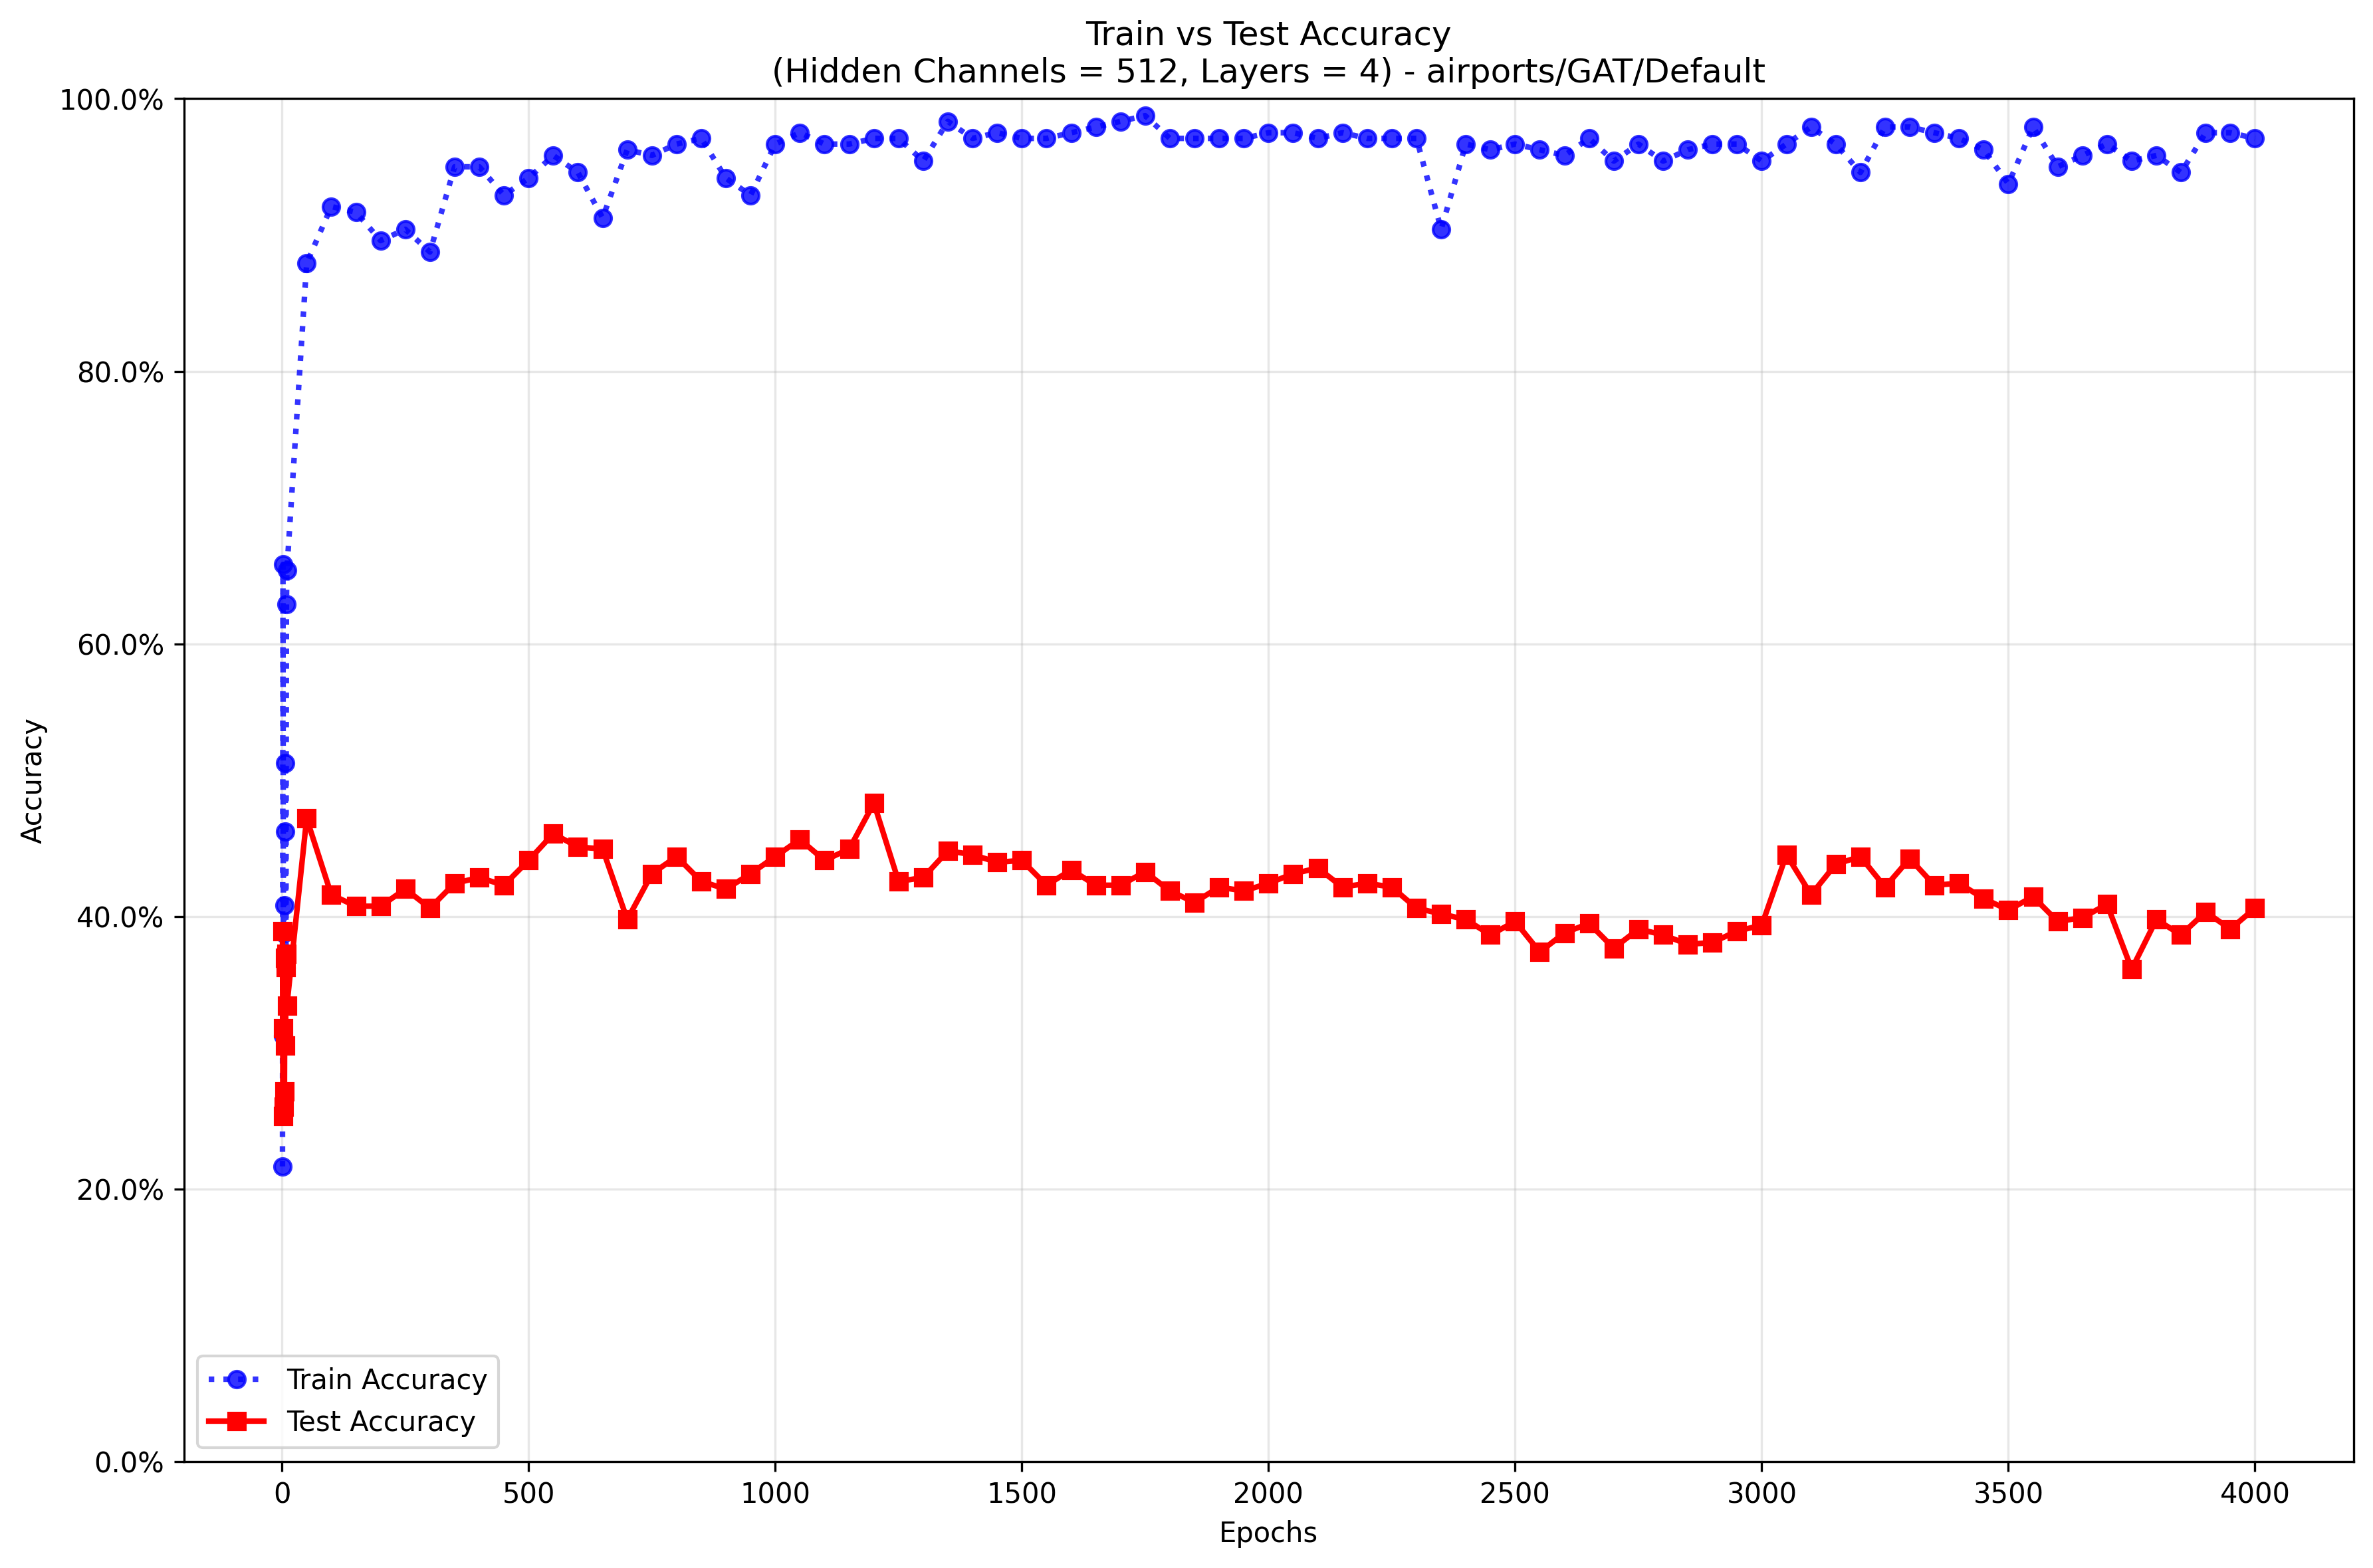 Train vs Test Accuracy
(Hidden Channels = 512, Layers = 4) - airports/GAT/Default
100.0%
80.0%
60.0%
40.0%
20.0%
0.0%
Accuracy
Train Accuracy
Test Accuracy
0 500 1000 1500 2000 2500 3000 3500 4000
Epochs